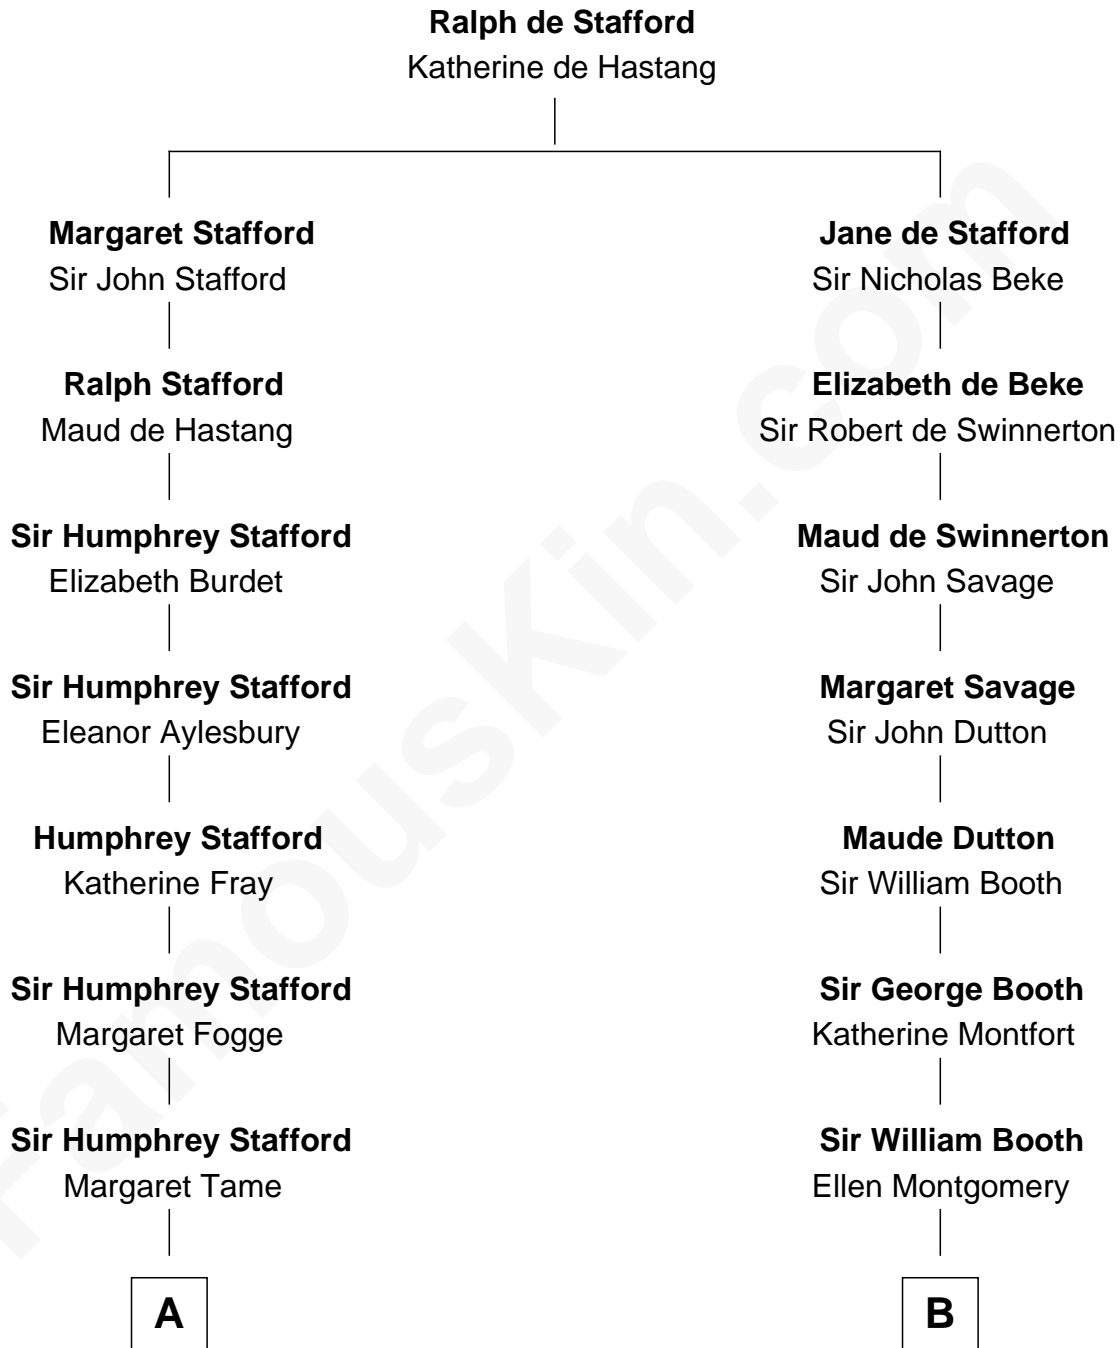 Ralph de Stafford
Katherine de Hastang
Margaret Stafford
Sir John Stafford
Jane de Stafford
Sir Nicholas Beke
Ralph Stafford
Maud de Hastang
Elizabeth de Beke
Sir Robert de Swinnerton
Sir Humphrey Stafford
Elizabeth Burdet
Maud de Swinnerton
Sir John Savage
Sir Humphrey Stafford
Eleanor Aylesbury
Margaret Savage
Sir John Dutton
Humphrey Stafford
Katherine Fray
Maude Dutton
Sir William Booth
Sir Humphrey Stafford
Margaret Fogge
Sir George Booth
Katherine Montfort
Sir Humphrey Stafford
Margaret Tame
Sir William Booth
Ellen Montgomery
A
B
FamousKin.com